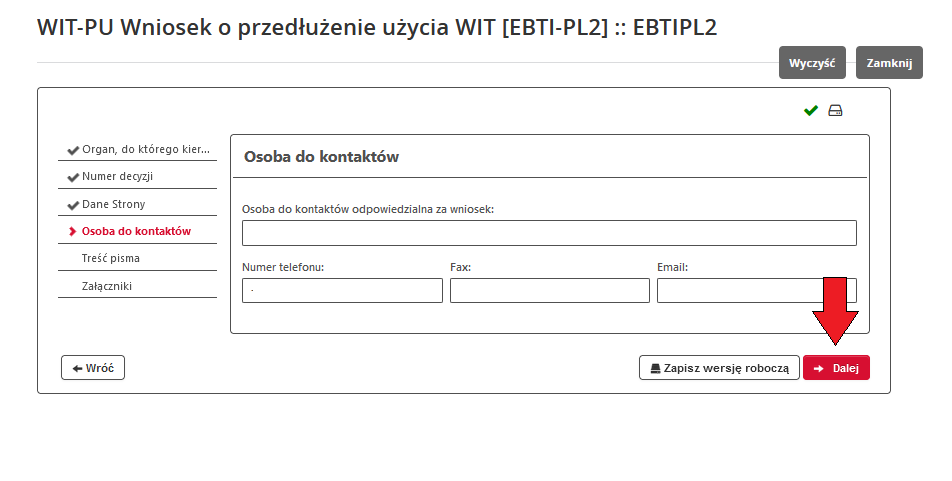 WIT-PU Wniosek o przedłużenie użycia WIT [EBTI-PL2] :: EBTIPL2
Wyczyść
Zamknij
Organ, do którego kier...
Numer decyzji
Dane Strony
Osoba do kontaktów
Treść pisma
Załączniki
Osoba do kontaktów
Osoba do kontaktów odpowiedzialna za wniosek:
Numer telefonu:
Fax:
Email:
Wróć
Zapisz wersję roboczą
Dalej